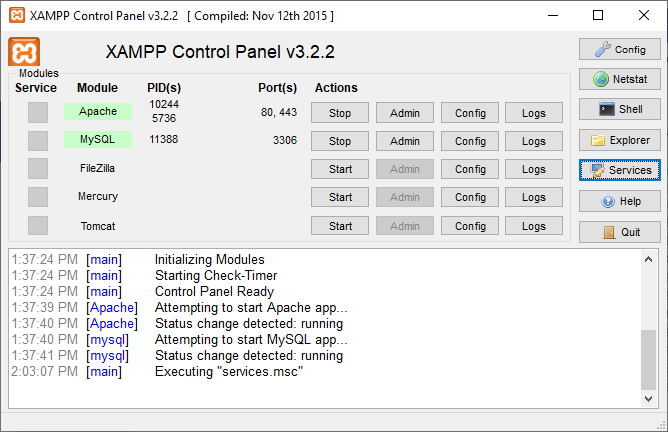 XAMPP Control Panel v3.2.2 [ Compiled: Nov 12th 2015 ]
XAMPP Control Panel v3.2.2
Config
Modules
Service Module PID(s) Port(s) Actions
Netstat
Apache 10244 5736 80, 443 Stop Admin Config Logs
Shell
MySQL 11388 3306 Stop Admin Config Logs
Explorer
FileZilla Start Admin Config Logs
Services
Mercury Start Admin Config Logs
Help
Tomcat Start Admin Config Logs
Quit
1:37:24 PM [main] Initializing Modules
1:37:24 PM [main] Starting Check-Timer
1:37:24 PM [main] Control Panel Ready
1:37:39 PM [Apache] Attempting to start Apache app...
1:37:40 PM [Apache] Status change detected: running
1:37:40 PM [mysql] Attempting to start MySQL app...
1:37:41 PM [mysql] Status change detected: running
2:03:07 PM [main] Executing "services.msc"